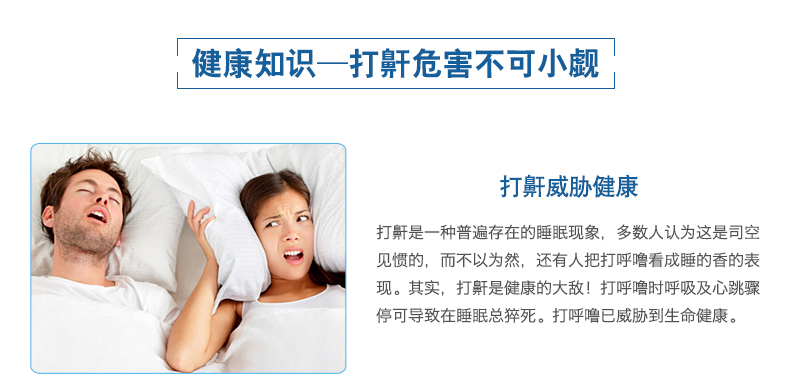 健康知识—打鼾危害不可小觑
打鼾威胁健康
打鼾是一种普遍存在的睡眠现象，多数人认为这是司空
见惯的，而不以为然，还有人把打呼噜看成睡的香的表
现。其实，打鼾是健康的大敌！打呼噜时呼吸及心跳骤
停可导致在睡眠总猝死。打呼噜已威胁到生命健康。